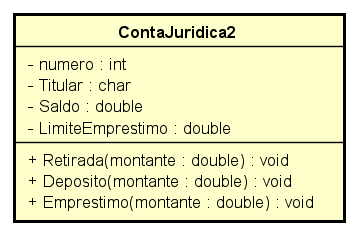 ContaJuridica2
- numero : int
- Titular : char
- Saldo : double
- LimiteEmprestimo : double
+ Retirada(montante : double) : void
+ Deposito(montante : double) : void
+ Emprestimo(montante : double) : void